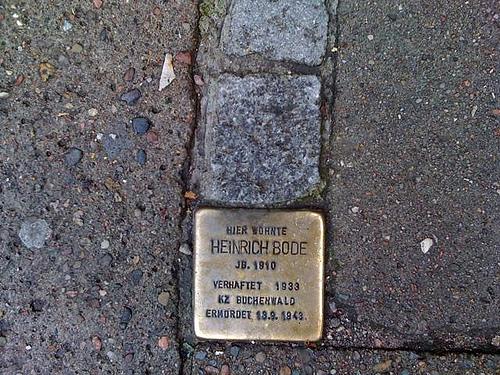 HIER WOHNTE
HEINRICH BODE
JG. 1910
VERHAFTET 1933
KZ BUCHENWALD
ERMORDET 13.9.1943